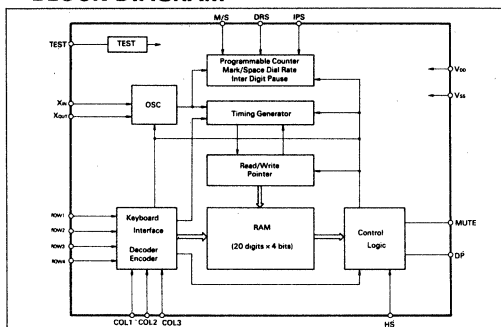 BLOCK DIAGRAM
M/S DRS IPS
TEST
TEST
Programmable Counter
Mark/Space Dial Rate
Inter Digit Pause
VDD
VSS
XIN
XOUT
OSC
Timing Generator
Read/Write
Pointer
ROW1
ROW2
ROW3
ROW4
Keyboard
Interface
Decoder
Encoder
RAM
(20 digits × 4 bits)
Control
Logic
MUTE
DP
COL1 COL2 COL3
HS